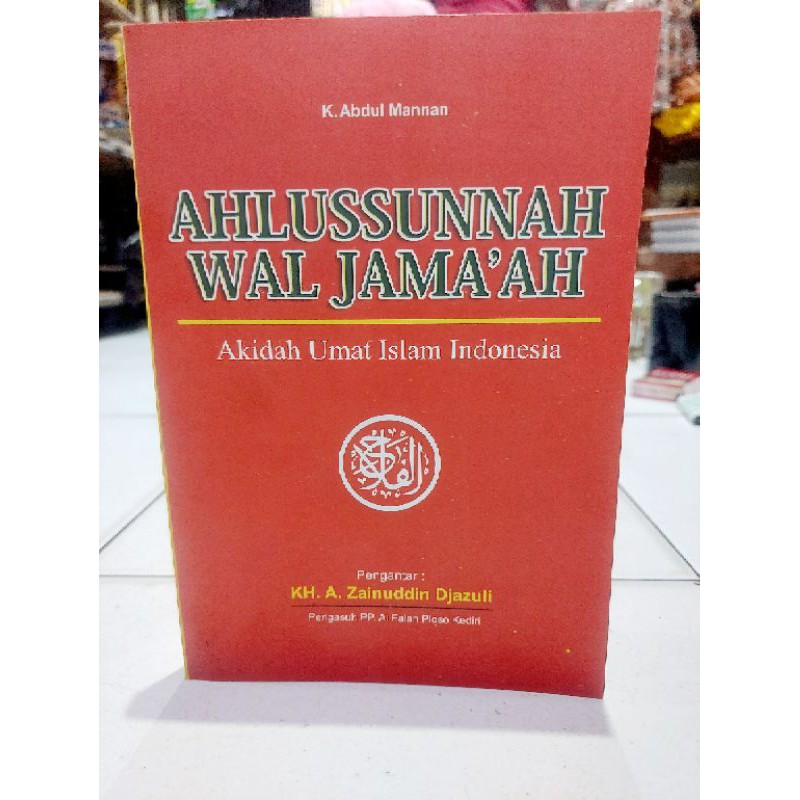 K. Abdul Mannan
AHLUSSUNNAH
WAL JAMA'AH
Akidah Umat Islam Indonesia
الفلاح
Pengantar :
KH. A. Zainuddin Djazuli
Pengasuh PP. Al Falah Ploso Kediri